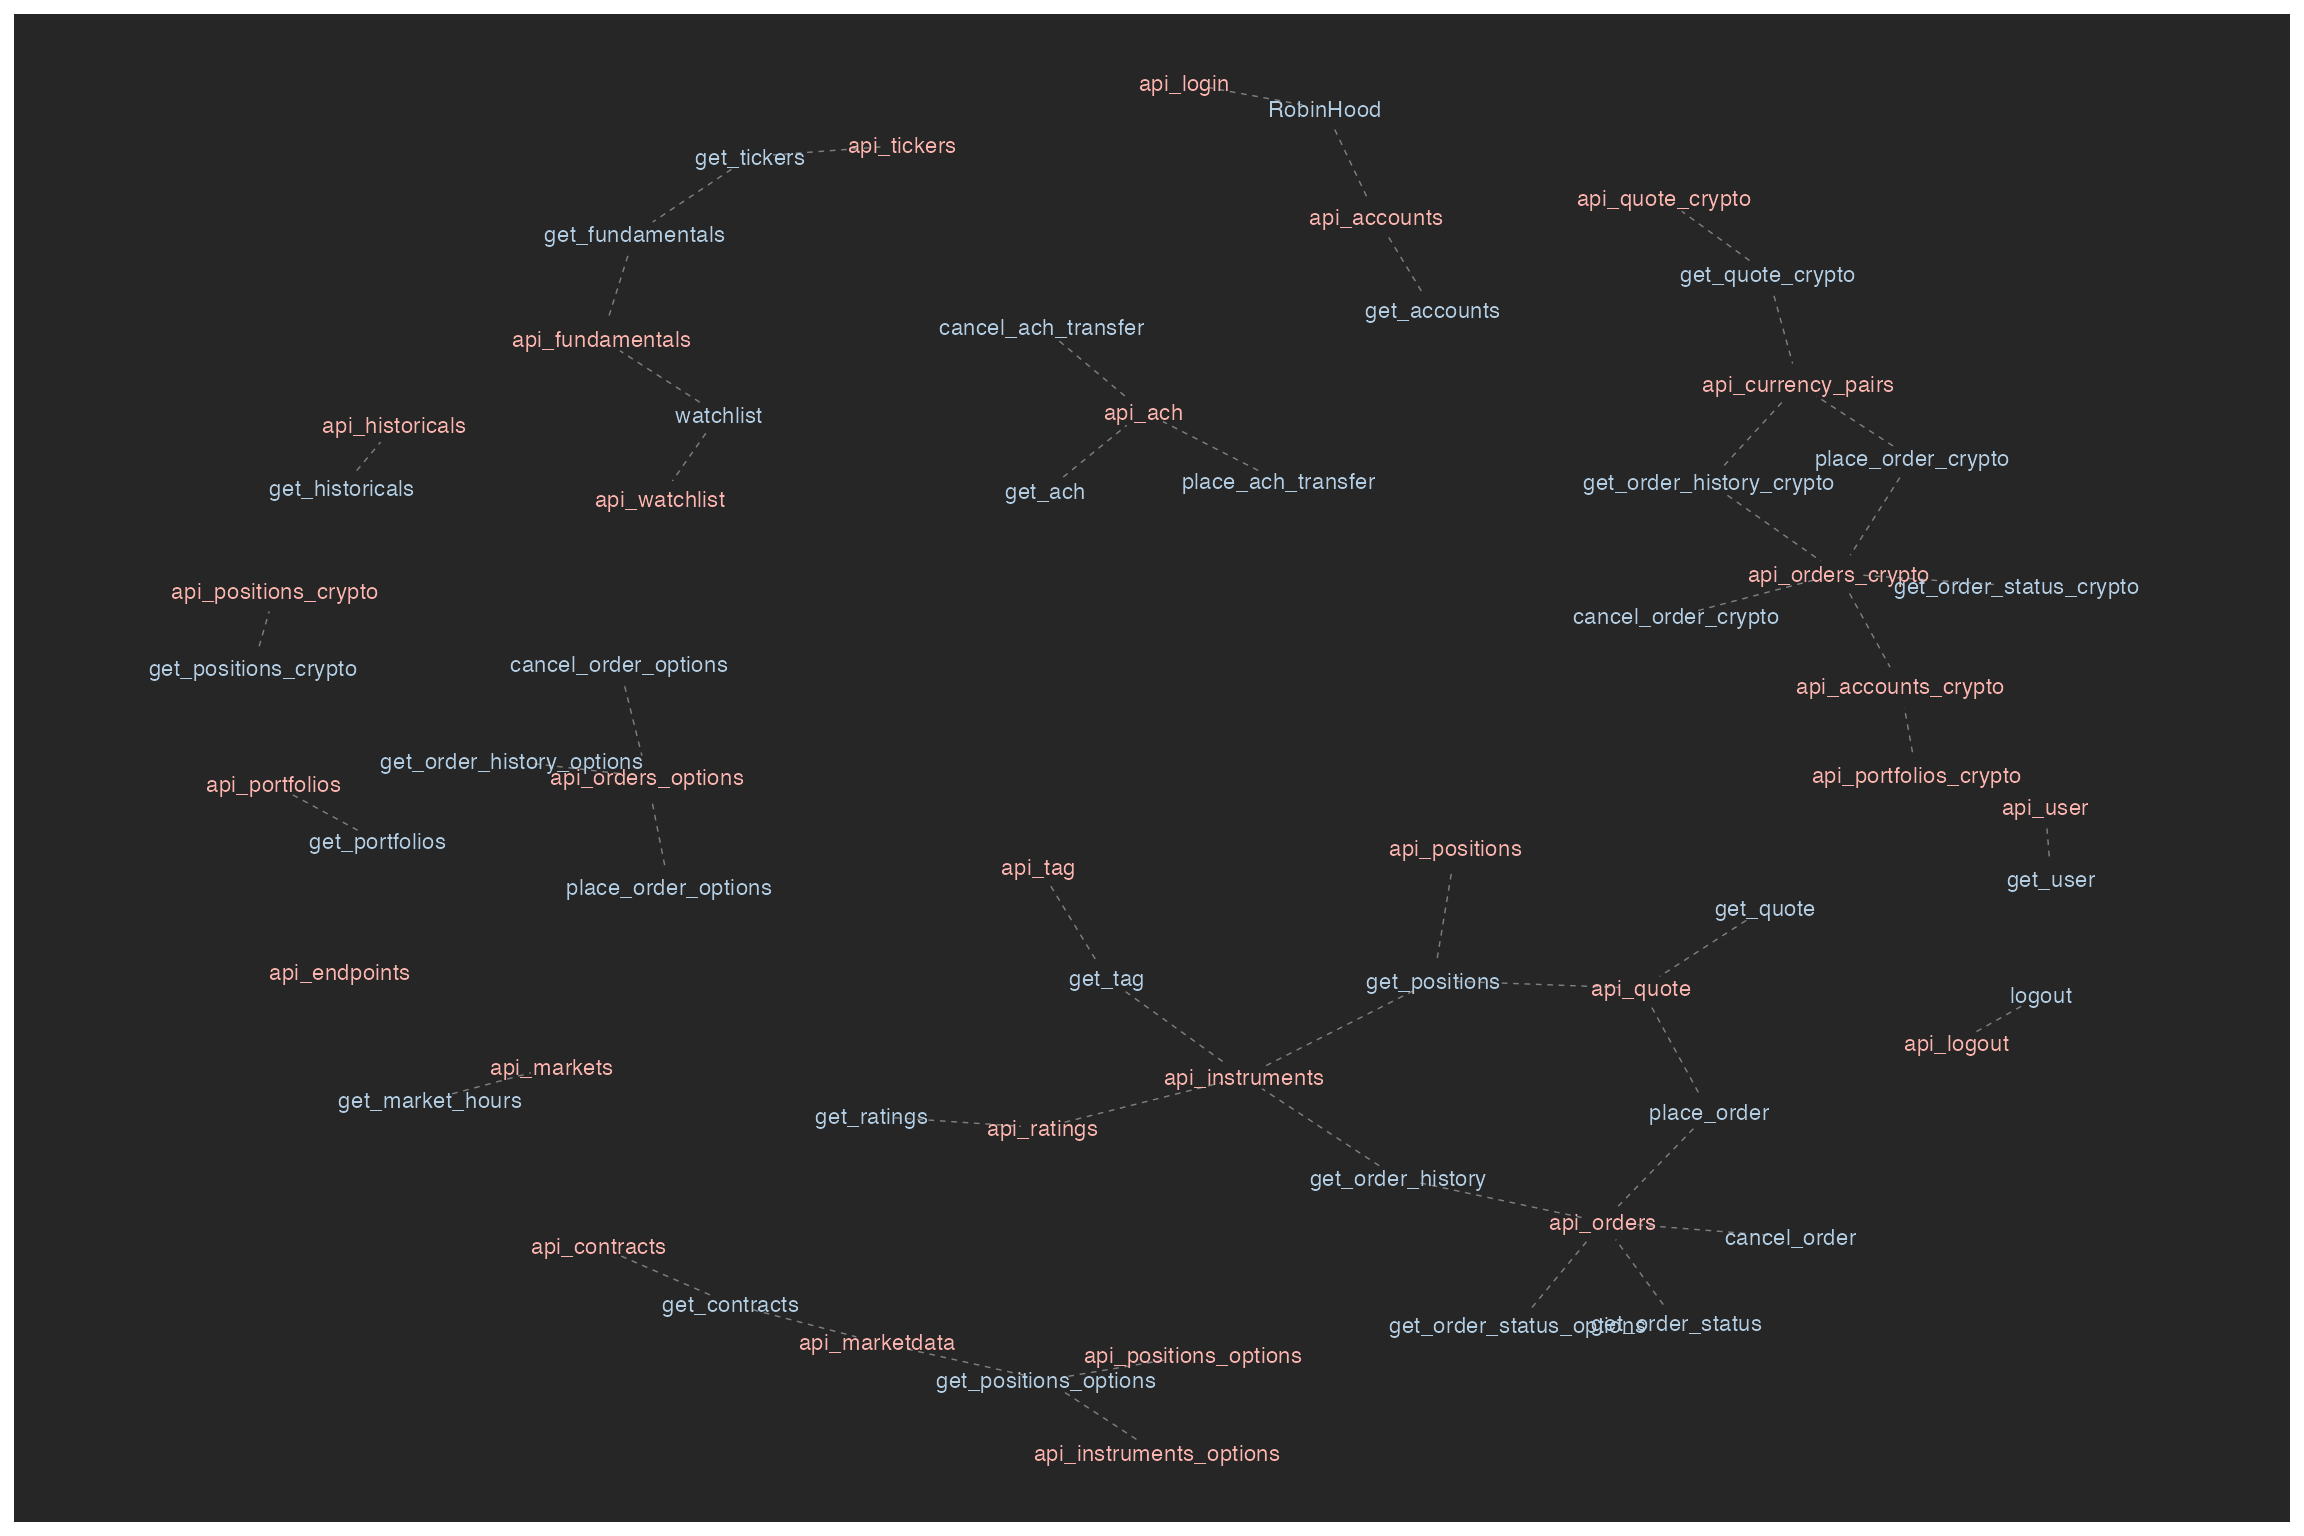 api_login
RobinHood
api_tickers
get_tickers
api_quote_crypto
api_accounts
get_fundamentals
get_quote_crypto
get_accounts
cancel_ach_transfer
api_fundamentals
api_currency_pairs
api_ach
watchlist
api_historicals
place_order_crypto
place_ach_transfer
get_order_history_crypto
get_historicals
get_ach
api_watchlist
api_orders_crypto
get_order_status_crypto
api_positions_crypto
cancel_order_crypto
cancel_order_options
get_positions_crypto
api_accounts_crypto
get_order_history_options
api_portfolios_crypto
api_orders_options
api_portfolios
api_user
get_portfolios
api_positions
api_tag
get_user
place_order_options
get_quote
api_endpoints
get_tag
get_positions
api_quote
logout
api_logout
api_markets
api_instruments
get_market_hours
place_order
get_ratings
api_ratings
get_order_history
api_orders
cancel_order
api_contracts
get_contracts
get_order_status_options
get_order_status
api_marketdata
api_positions_options
get_positions_options
api_instruments_options